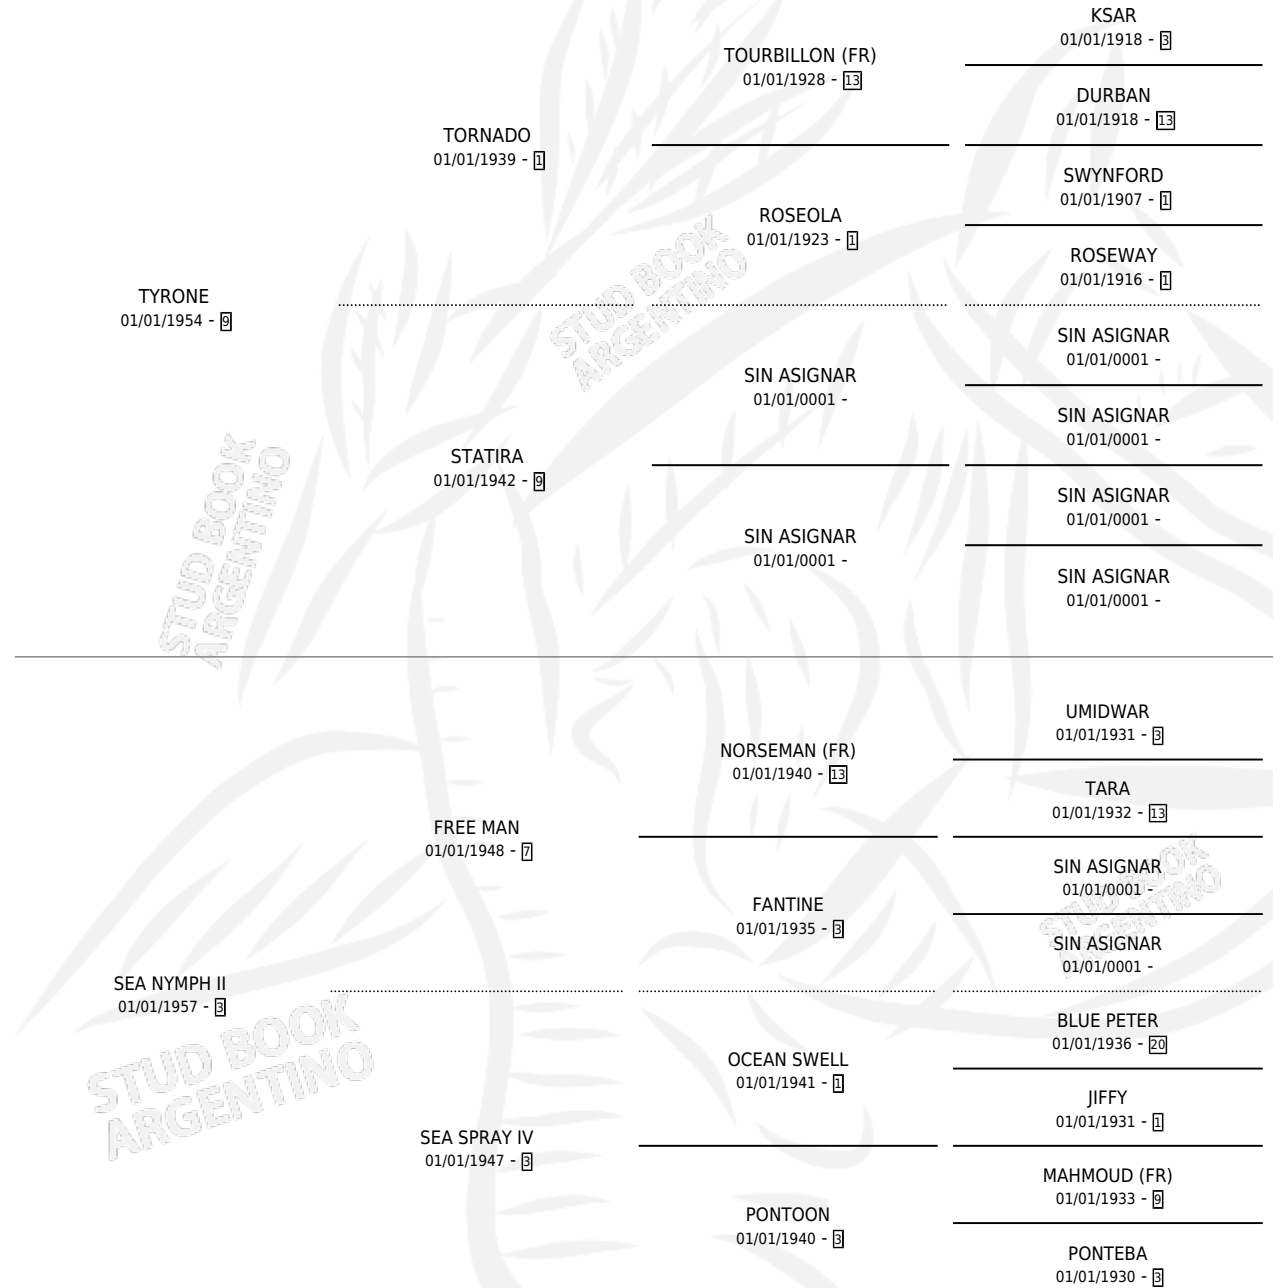 KSAR
01/01/1918 - 3
TOURBILLON (FR)
01/01/1928 - 13
DURBAN
01/01/1918 - 13
TORNADO
01/01/1939 - 1
SWYNFORD
01/01/1907 - 1
ROSEOLA
01/01/1923 - 1
ROSEWAY
01/01/1916 - 1
TYRONE
01/01/1954 - 9
SIN ASIGNAR
01/01/0001 -
SIN ASIGNAR
01/01/0001 -
SIN ASIGNAR
01/01/0001 -
STATIRA
01/01/1942 - 9
SIN ASIGNAR
01/01/0001 -
SIN ASIGNAR
01/01/0001 -
SIN ASIGNAR
01/01/0001 -
STUD BOOK
ARGENTINO
STUD BOOK
ARGENTINO
UMIDWAR
01/01/1931 - 3
NORSEMAN (FR)
01/01/1940 - 13
TARA
01/01/1932 - 13
FREE MAN
01/01/1948 - 7
SIN ASIGNAR
01/01/0001 -
FANTINE
01/01/1935 - 3
SIN ASIGNAR
01/01/0001 -
STUD BOOK
ARGENTINO
SEA NYMPH II
01/01/1957 - 3
BLUE PETER
01/01/1936 - 20
OCEAN SWELL
01/01/1941 - 1
JIFFY
01/01/1931 - 1
STUD BOOK
ARGENTINO
SEA SPRAY IV
01/01/1947 - 3
MAHMOUD (FR)
01/01/1933 - 9
PONTOON
01/01/1940 - 3
PONTEBA
01/01/1930 - 3